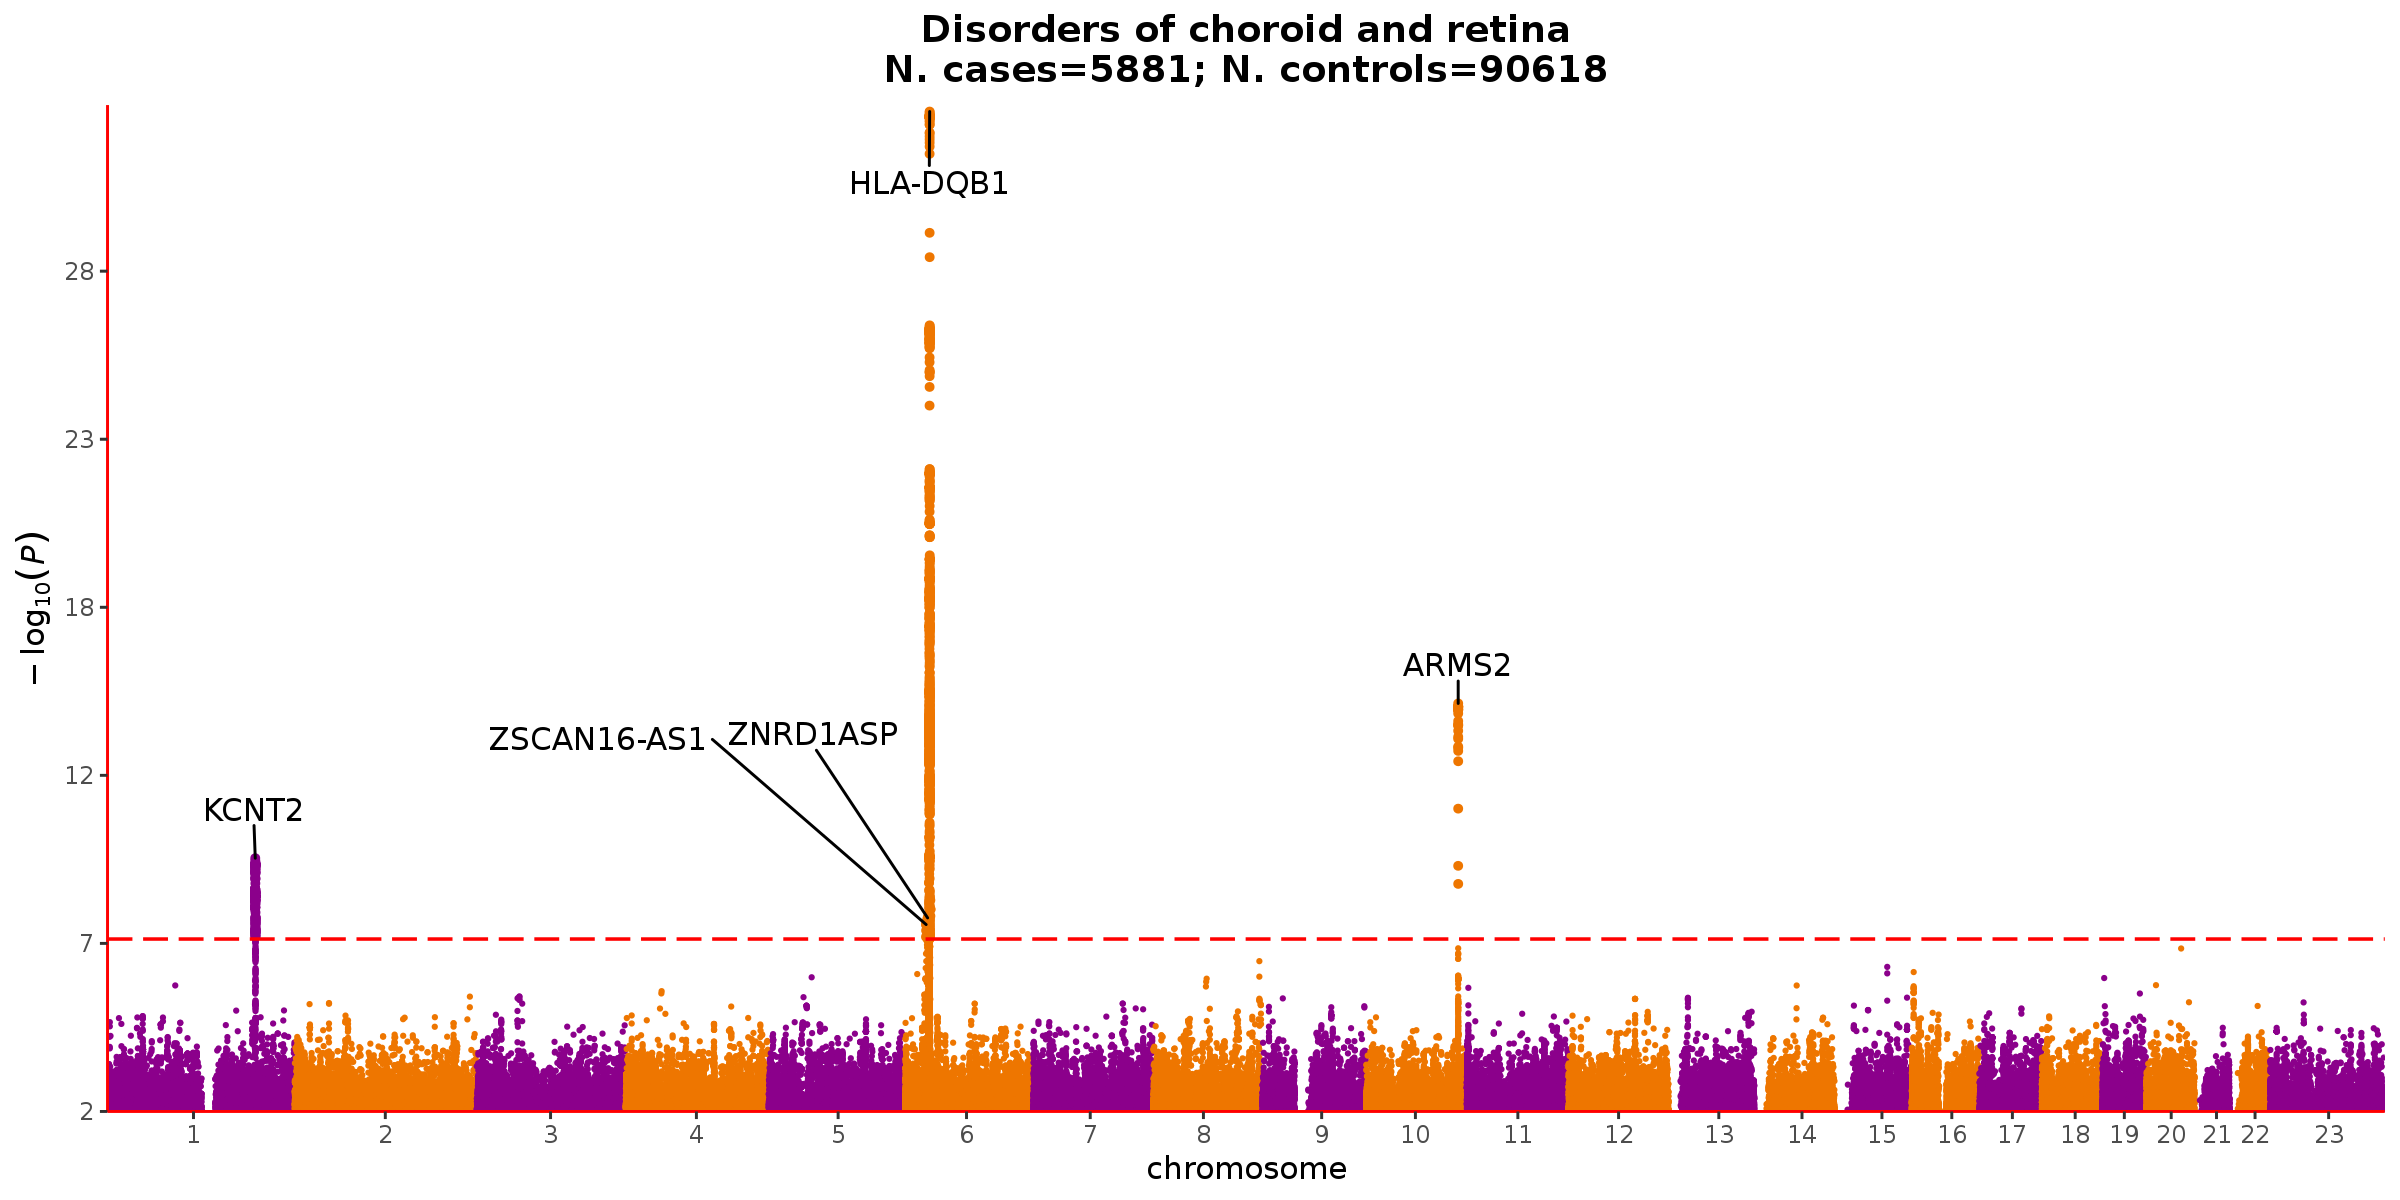 Disorders of choroid and retina
N. cases=5881; N. controls=90618
HLA-DQB1
28
23
18
ARMS2
ZSCAN16-AS1 ZNRD1ASP
12
KCNT2
7
2
− log₁₀(P)
1 2 3 4 5 6 7 8 9 10 11 12 13 14 15 16 17 18 19 20 21 22 23
chromosome